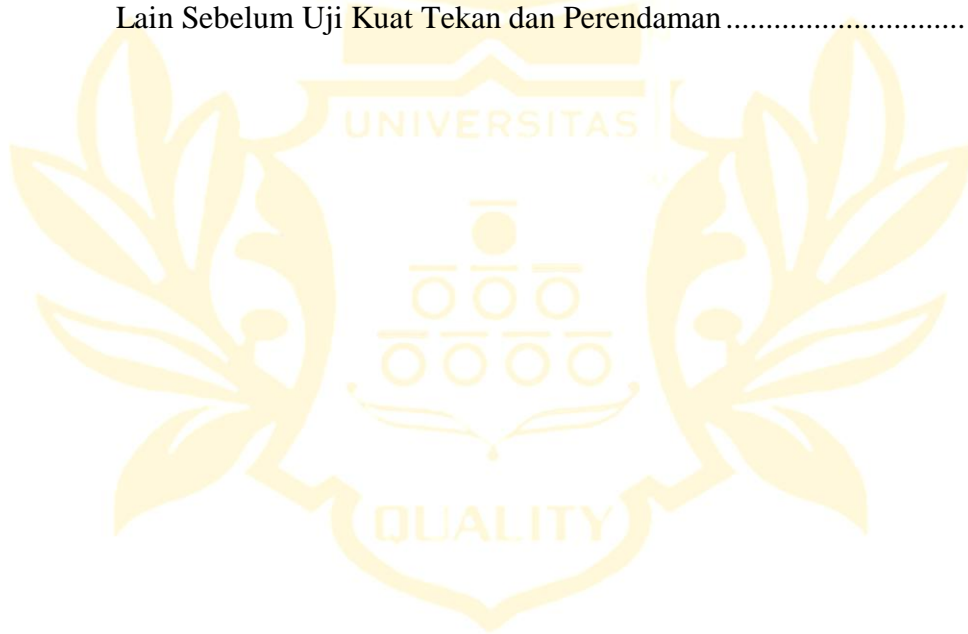 Lain Sebelum Uji Kuat Tekan dan Perendaman .............................
UNIVERSITAS
QUALITY